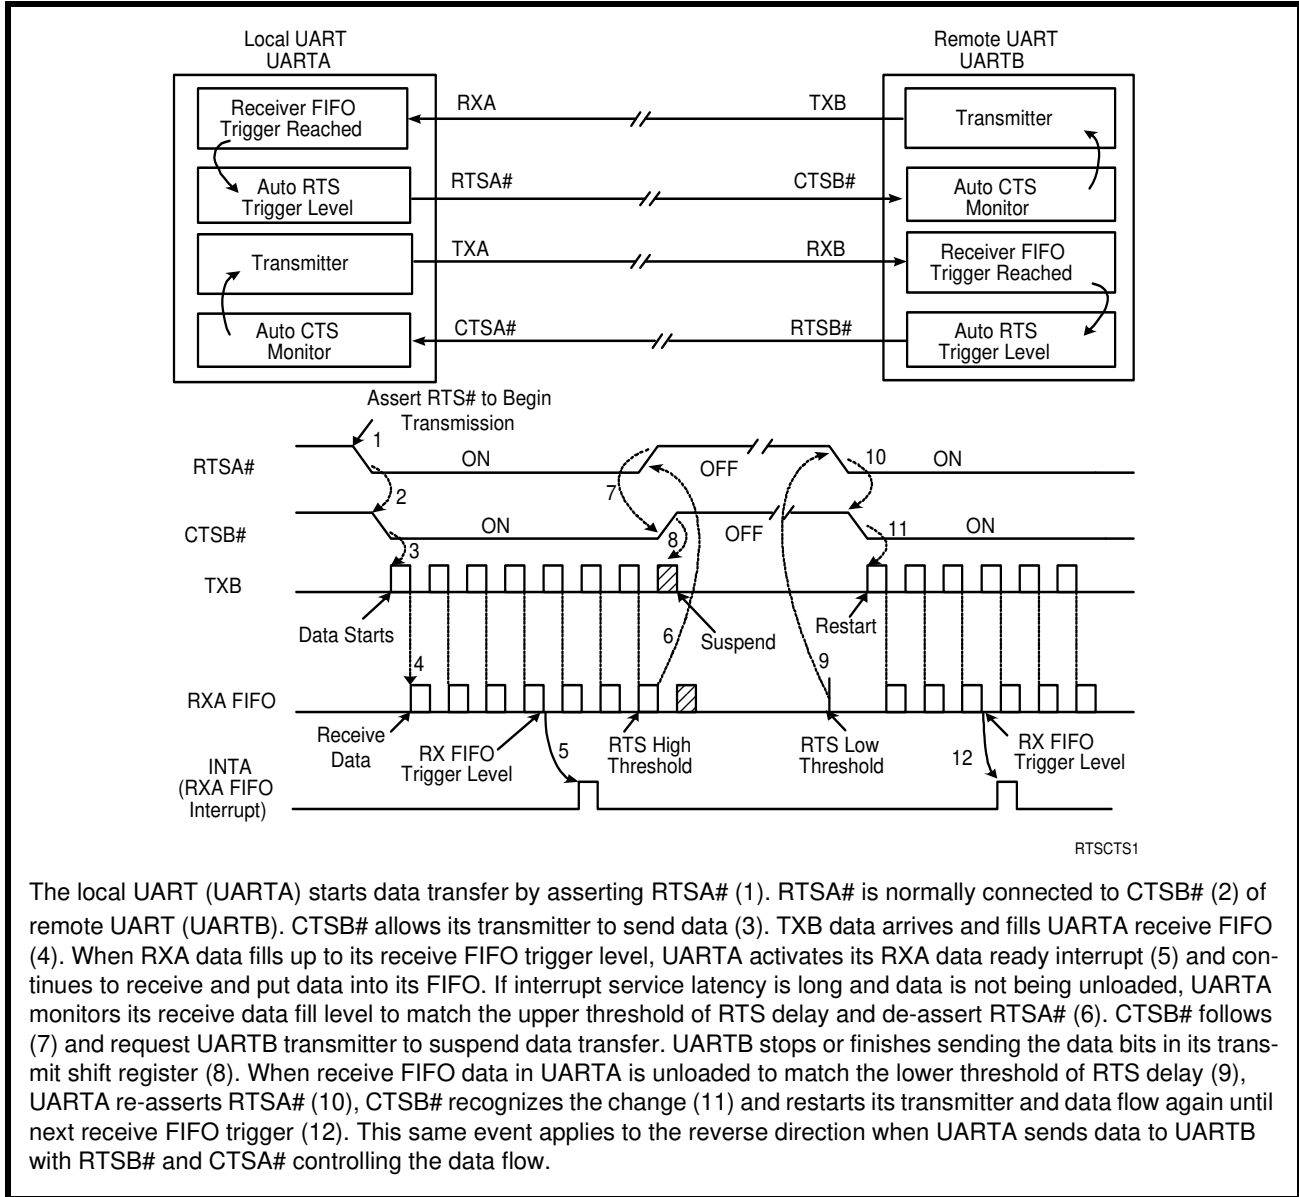 Local UART
UARTA
Remote UART
UARTB
Receiver FIFO
Trigger Reached
RXA
TXB
Transmitter
Auto RTS
Trigger Level
RTSA#
CTSB#
Auto CTS
Monitor
Transmitter
TXA
RXB
Receiver FIFO
Trigger Reached
Auto CTS
Monitor
CTSA#
RTSB#
Auto RTS
Trigger Level
Assert RTS# to Begin
Transmission
1
RTSA#
ON
OFF
10
ON
2
7
CTSB#
ON
8
OFF
11
ON
3
TXB
Data Starts
6
Suspend
Restart
4
9
RXA FIFO
Receive
Data
RX FIFO
Trigger Level
5
RTS High
Threshold
RTS Low
Threshold
12
RX FIFO
Trigger Level
INTA
(RXA FIFO
Interrupt)
RTSCTS1
The local UART (UARTA) starts data transfer by asserting RTSA# (1). RTSA# is normally connected to CTSB# (2) of
remote UART (UARTB). CTSB# allows its transmitter to send data (3). TXB data arrives and fills UARTA receive FIFO
(4). When RXA data fills up to its receive FIFO trigger level, UARTA activates its RXA data ready interrupt (5) and con-
tinues to receive and put data into its FIFO. If interrupt service latency is long and data is not being unloaded, UARTA
monitors its receive data fill level to match the upper threshold of RTS delay and de-assert RTSA# (6). CTSB# follows
(7) and request UARTB transmitter to suspend data transfer. UARTB stops or finishes sending the data bits in its trans-
mit shift register (8). When receive FIFO data in UARTA is unloaded to match the lower threshold of RTS delay (9),
UARTA re-asserts RTSA# (10), CTSB# recognizes the change (11) and restarts its transmitter and data flow again until
next receive FIFO trigger (12). This same event applies to the reverse direction when UARTA sends data to UARTB
with RTSB# and CTSA# controlling the data flow.